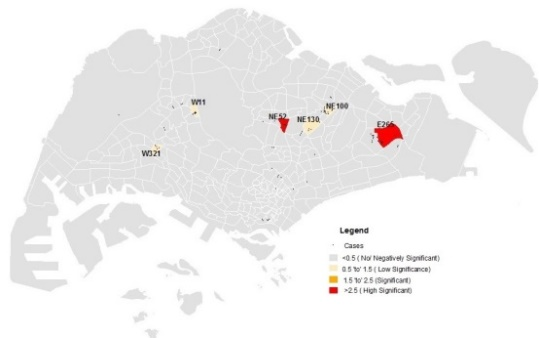 W11
NE100
NE52
NE130
E265
W321
Legend
Cases
<0.5 ( No/ Negatively Significant)
0.5 'to' 1.5 ( Low Significance)
1.5 'to' 2.5 (Significant)
>2.5 ( High Significant)